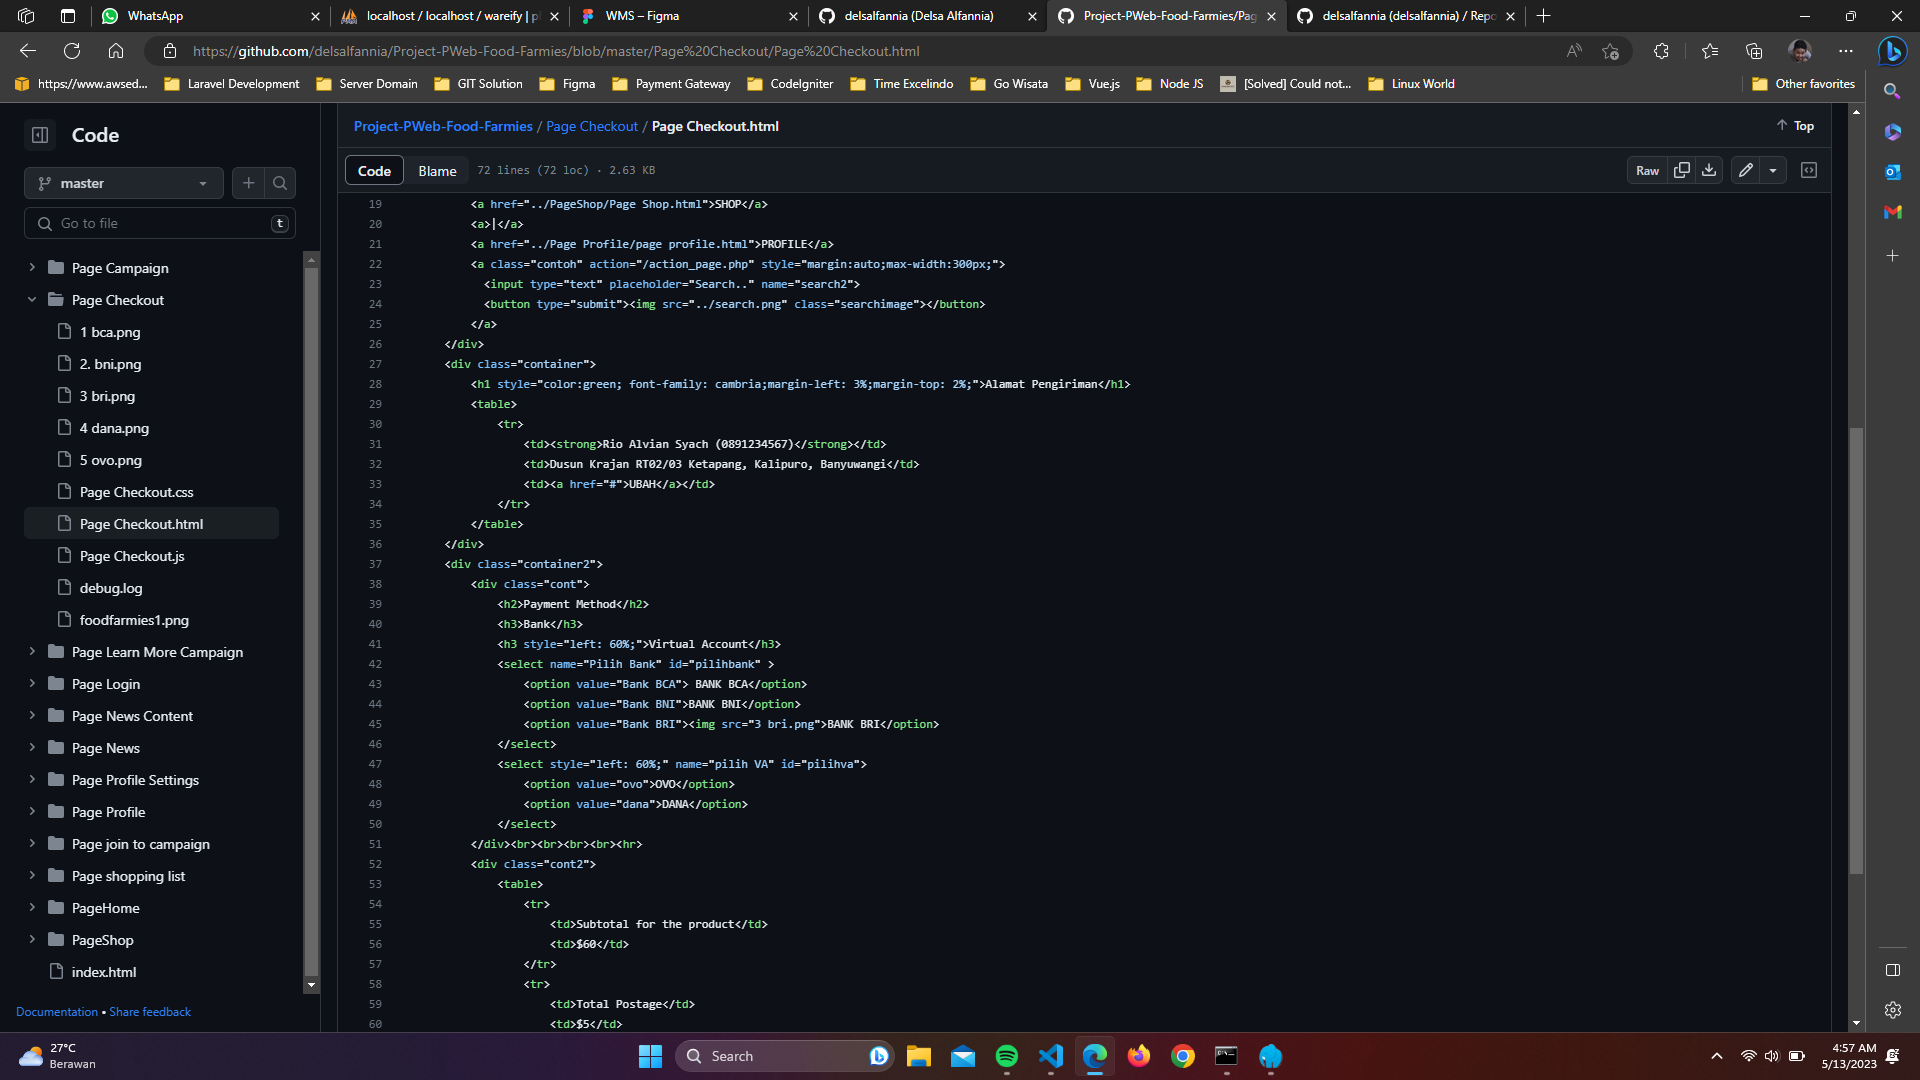 WhatsApp
localhost / localhost / wareify | p
WMS – Figma
delsalfannia (Delsa Alfannia)
Project-PWeb-Food-Farmies/Pag
delsalfannia (delsalfannia) / Repo
https://github.com/delsalfannia/Project-PWeb-Food-Farmies/blob/master/Page%20Checkout/Page%20Checkout.html
https://www.awsed...
Laravel Development
Server Domain
GIT Solution
Figma
Payment Gateway
CodeIgniter
Time Excelindo
Go Wisata
Vue.js
Node JS
[Solved] Could not...
Linux World
Other favorites
Code
master
Go to file
t
Page Campaign
Page Checkout
1 bca.png
2. bni.png
3 bri.png
4 dana.png
5 ovo.png
Page Checkout.css
Page Checkout.html
Page Checkout.js
debug.log
foodfarmies1.png
Page Learn More Campaign
Page Login
Page News Content
Page News
Page Profile Settings
Page Profile
Page join to campaign
Page shopping list
PageHome
PageShop
index.html
Documentation • Share feedback
Project-PWeb-Food-Farmies / Page Checkout / Page Checkout.html
Top
Code Blame 72 lines (72 loc) · 2.63 KB
Raw
19 <a href="../PageShop/Page Shop.html">SHOP</a>
20 <a>|</a>
21 <a href="../Page Profile/page profile.html">PROFILE</a>
22 <a class="contoh" action="/action_page.php" style="margin:auto;max-width:300px;">
23 <input type="text" placeholder="Search.." name="search2">
24 <button type="submit"><img src="../search.png" class="searchimage"></button>
25 </a>
26 </div>
27 <div class="container">
28 <h1 style="color:green; font-family: cambria;margin-left: 3%;margin-top: 2%;">Alamat Pengiriman</h1>
29 <table>
30 <tr>
31 <td><strong>Rio Alvian Syach (0891234567)</strong></td>
32 <td>Dusun Krajan RT02/03 Ketapang, Kalipuro, Banyuwangi</td>
33 <td><a href="#">UBAH</a></td>
34 </tr>
35 </table>
36 </div>
37 <div class="container2">
38 <div class="cont">
39 <h2>Payment Method</h2>
40 <h3>Bank</h3>
41 <h3 style="left: 60%;">Virtual Account</h3>
42 <select name="Pilih Bank" id="pilihbank" >
43 <option value="Bank BCA"> BANK BCA</option>
44 <option value="Bank BNI">BANK BNI</option>
45 <option value="Bank BRI"><img src="3 bri.png">BANK BRI</option>
46 </select>
47 <select style="left: 60%;" name="pilih VA" id="pilihva">
48 <option value="ovo">OVO</option>
49 <option value="dana">DANA</option>
50 </select>
51 </div><br><br><br><br><hr>
52 <div class="cont2">
53 <table>
54 <tr>
55 <td>Subtotal for the product</td>
56 <td>$60</td>
57 </tr>
58 <tr>
59 <td>Total Postage</td>
60 <td>$5</td>
27°C
Berawan
Search
4:57 AM
5/13/2023